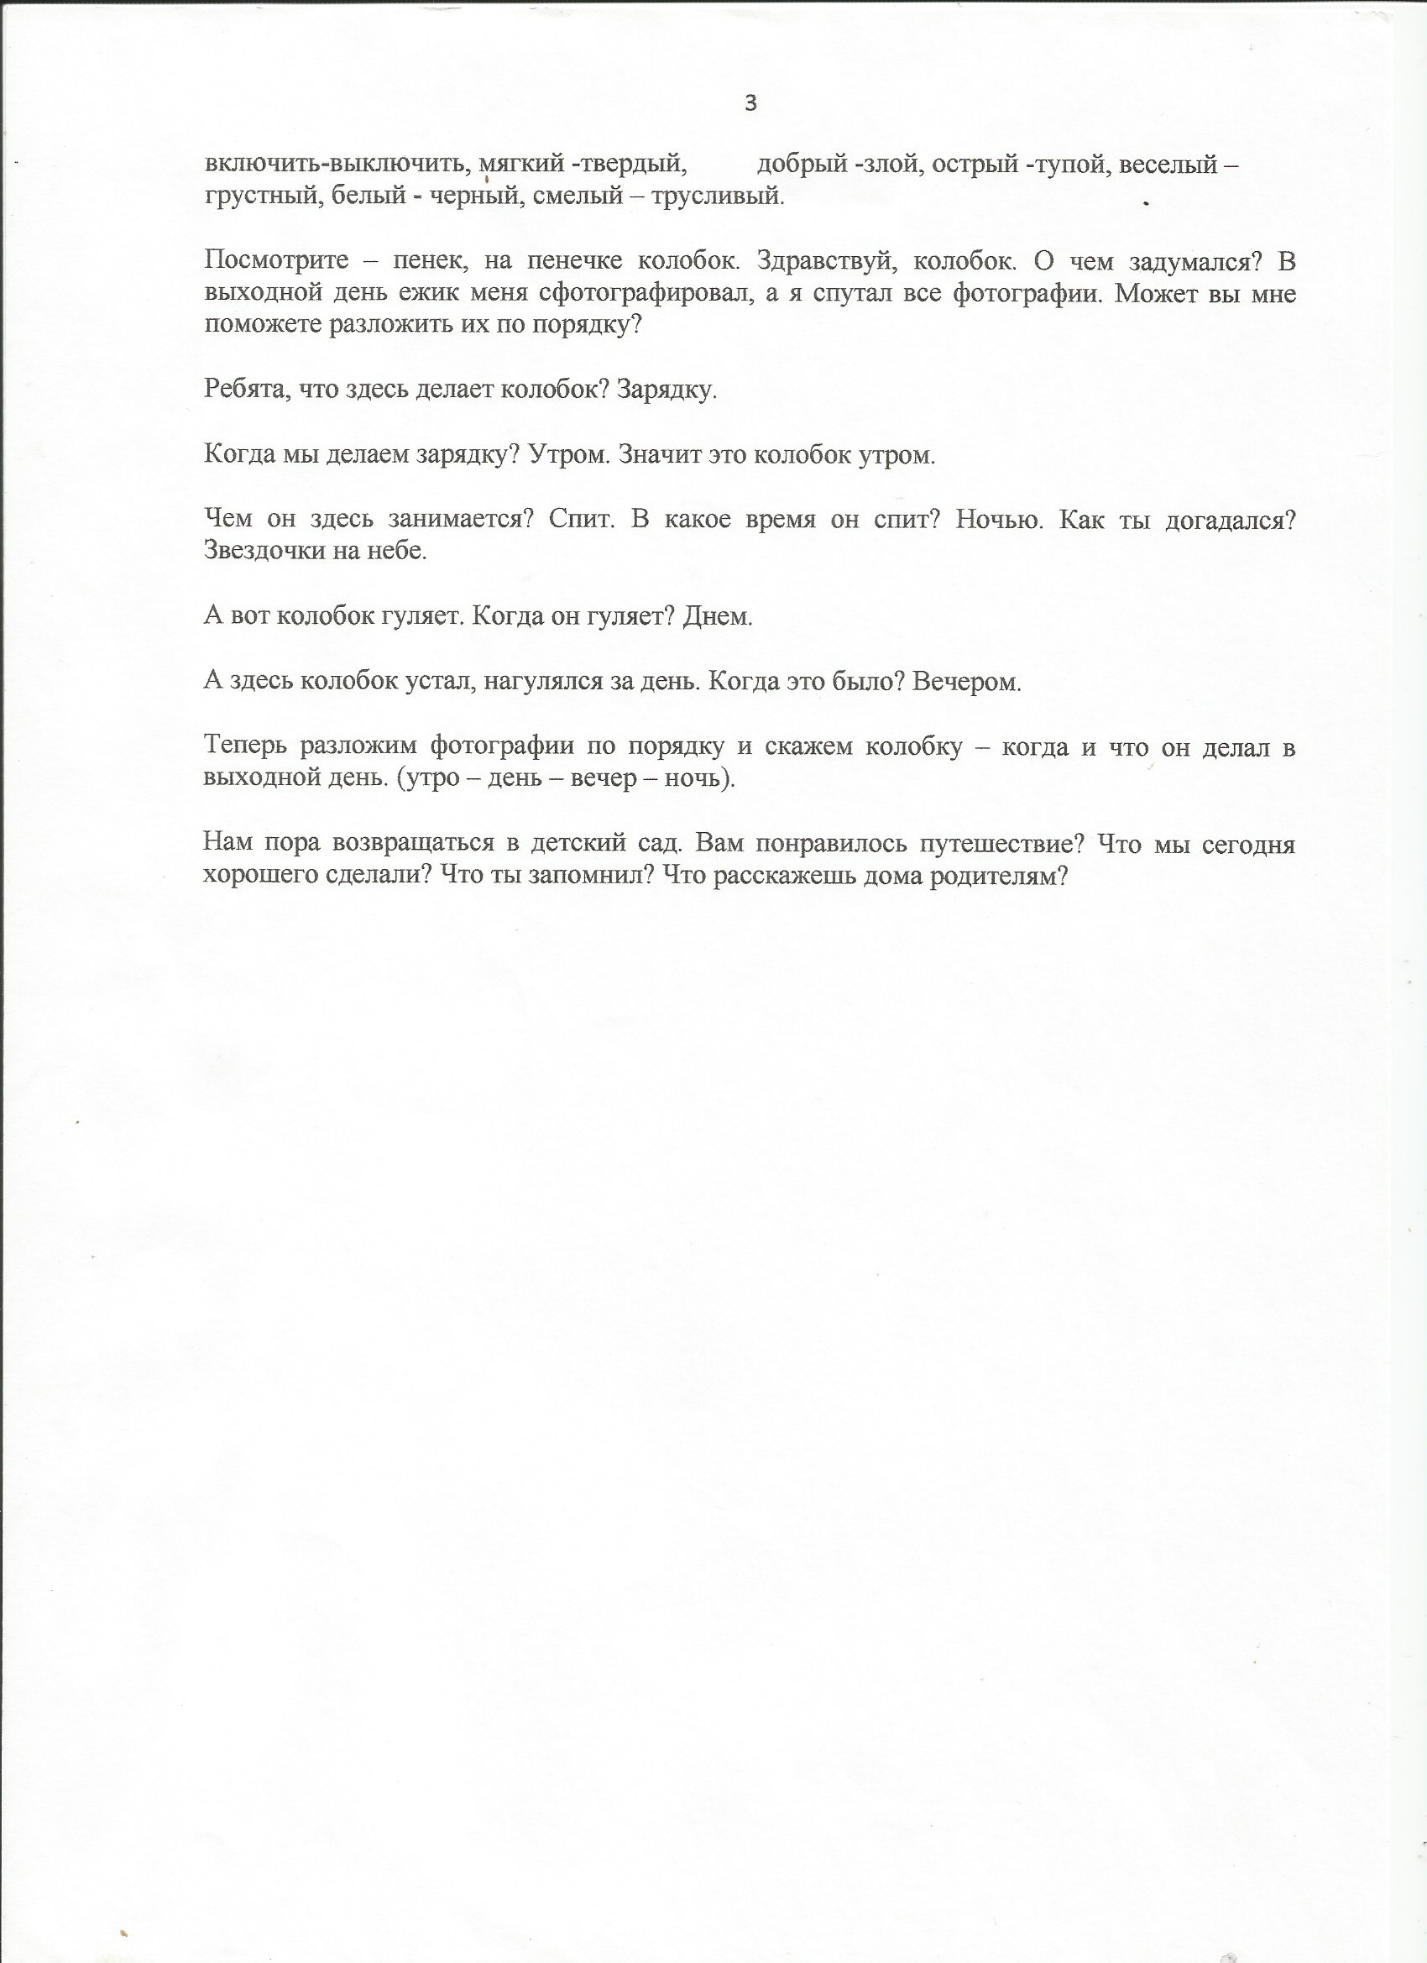 3
включить-выключить, мягкий -твердый, добрый -злой, острый -тупой, веселый –
грустный, белый - черный, смелый – трусливый.
Посмотрите – пенек, на пенечке колобок. Здравствуй, колобок. О чем задумался? В
выходной день ежик меня сфотографировал, а я спутал все фотографии. Может вы мне
поможете разложить их по порядку?
Ребята, что здесь делает колобок? Зарядку.
Когда мы делаем зарядку? Утром. Значит это колобок утром.
Чем он здесь занимается? Спит. В какое время он спит? Ночью. Как ты догадался?
Звездочки на небе.
А вот колобок гуляет. Когда он гуляет? Днем.
А здесь колобок устал, нагулялся за день. Когда это было? Вечером.
Теперь разложим фотографии по порядку и скажем колобку – когда и что он делал в
выходной день. (утро – день – вечер – ночь).
Нам пора возвращаться в детский сад. Вам понравилось путешествие? Что мы сегодня
хорошего сделали? Что ты запомнил? Что расскажешь дома родителям?